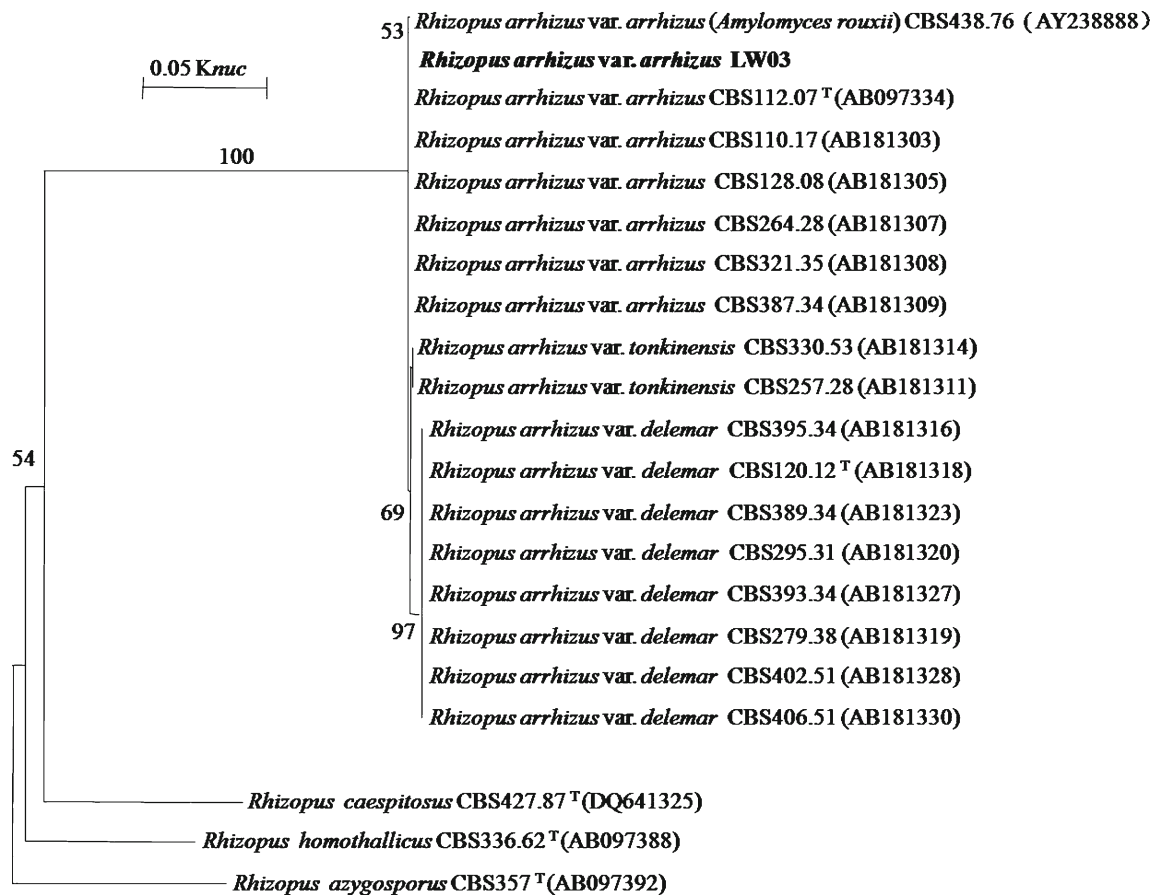 53
Rhizopus arrhizus var. arrhizus (Amylomyces rouxii) CBS438.76 (AY238888)
0.05 Knuc
Rhizopus arrhizus var. arrhizus LW03
Rhizopus arrhizus var. arrhizus CBS112.07 T (AB097334)
Rhizopus arrhizus var. arrhizus CBS110.17 (AB181303)
100
Rhizopus arrhizus var. arrhizus CBS128.08 (AB181305)
Rhizopus arrhizus var. arrhizus CBS264.28 (AB181307)
Rhizopus arrhizus var. arrhizus CBS321.35 (AB181308)
Rhizopus arrhizus var. arrhizus CBS387.34 (AB181309)
Rhizopus arrhizus var. tonkinensis CBS330.53 (AB181314)
Rhizopus arrhizus var. tonkinensis CBS257.28 (AB181311)
Rhizopus arrhizus var. delemar CBS395.34 (AB181316)
54
Rhizopus arrhizus var. delemar CBS120.12 T (AB181318)
69
Rhizopus arrhizus var. delemar CBS389.34 (AB181323)
Rhizopus arrhizus var. delemar CBS295.31 (AB181320)
Rhizopus arrhizus var. delemar CBS393.34 (AB181327)
97
Rhizopus arrhizus var. delemar CBS279.38 (AB181319)
Rhizopus arrhizus var. delemar CBS402.51 (AB181328)
Rhizopus arrhizus var. delemar CBS406.51 (AB181330)
Rhizopus caespitosus CBS427.87 T (DQ641325)
Rhizopus homothallicus CBS336.62 T (AB097388)
Rhizopus azygosporus CBS357 T (AB097392)